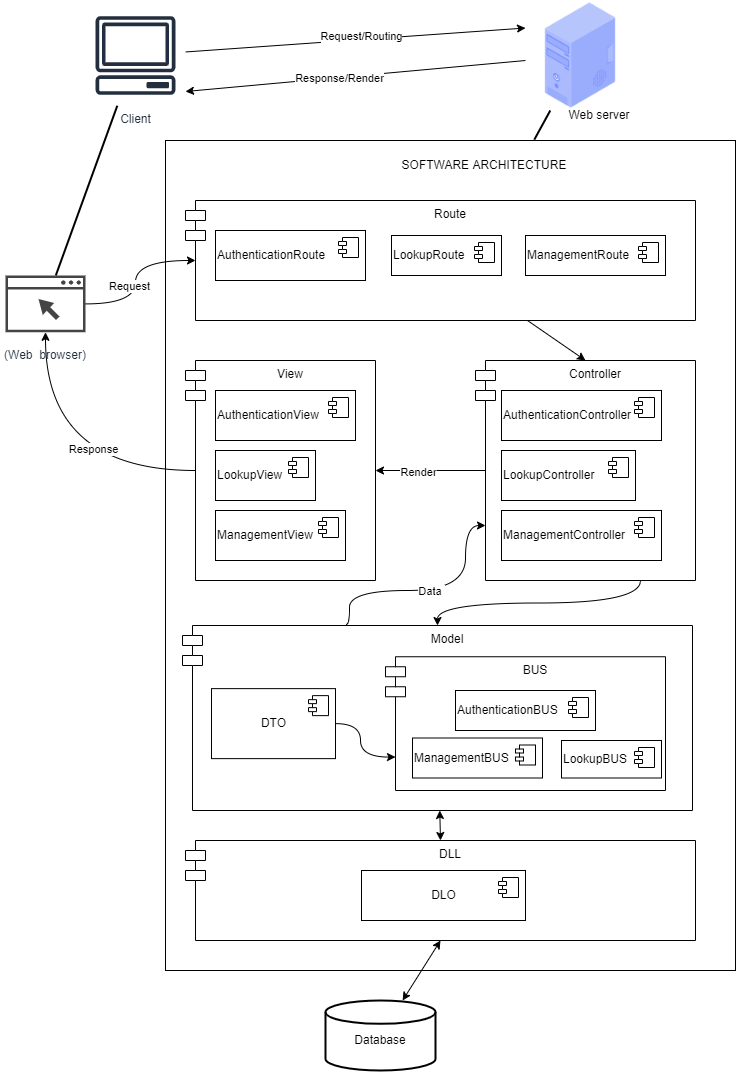 Request/Routing
Response/Render
Client
Web server
SOFTWARE ARCHITECTURE
Route
AuthenticationRoute
LookupRoute
ManagementRoute
Request
(Web browser)
View
Controller
AuthenticationView
AuthenticationController
Response
LookupView
Render
LookupController
ManagementView
ManagementController
Data
Model
BUS
DTO
AuthenticationBUS
ManagementBUS
LookupBUS
DLL
DLO
Database